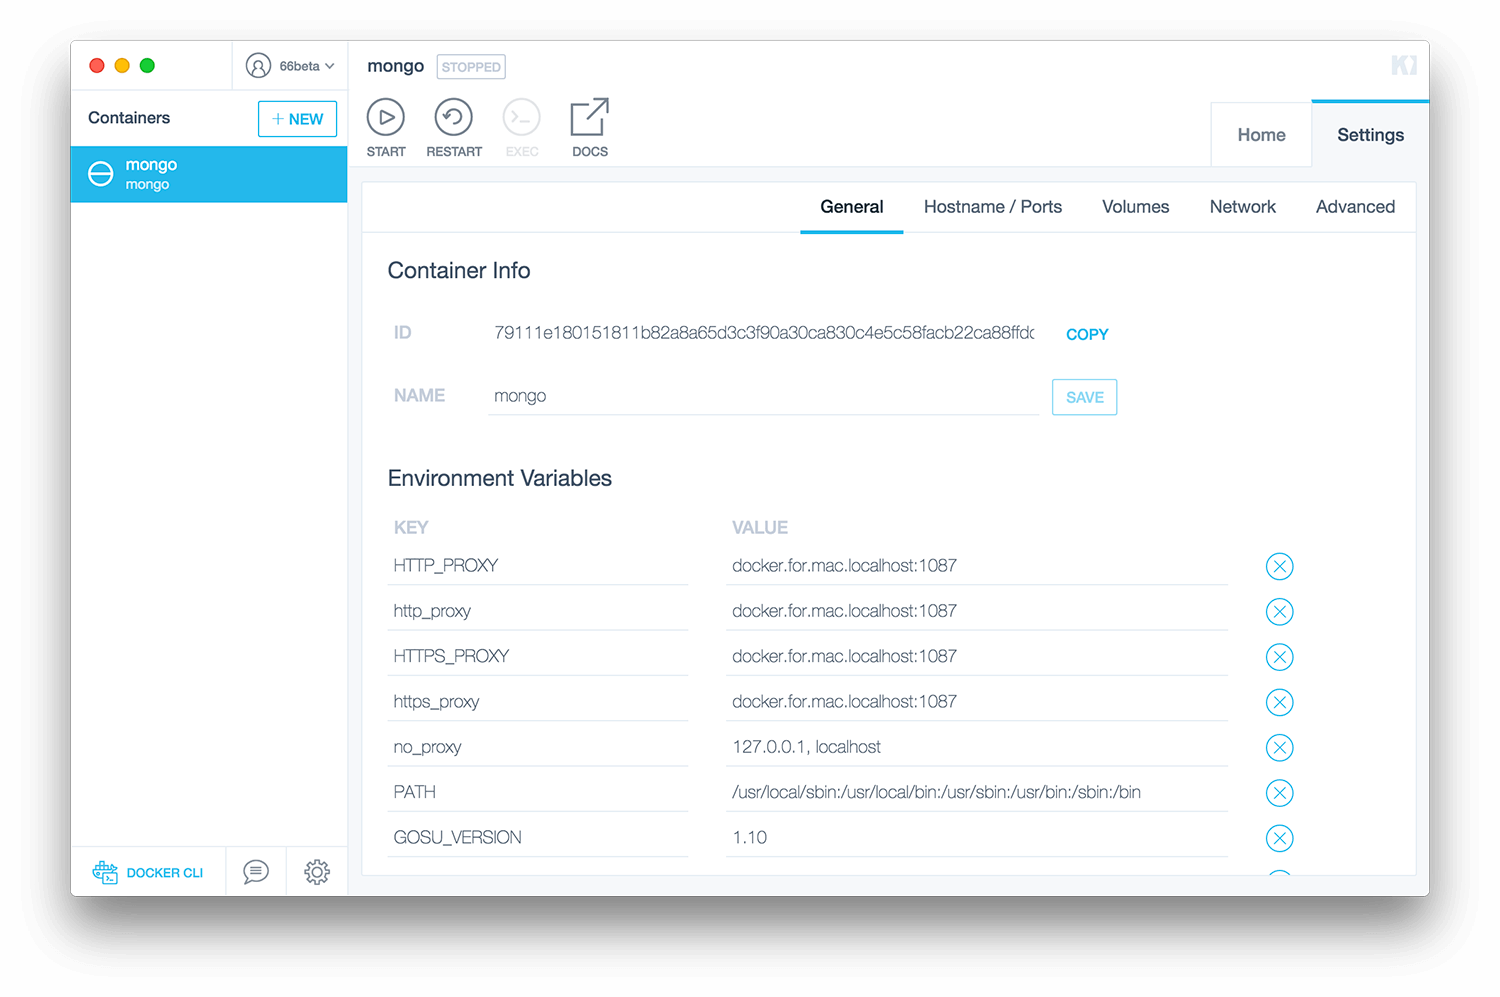 66beta
mongo STOPPED
Containers
+ NEW
START RESTART EXEC DOCS
Home Settings
mongo
mongo
General Hostname / Ports Volumes Network Advanced
Container Info
ID 79111e180151811b82a8a65d3c3f90a30ca830c4e5c58facb22ca88ffdc COPY
NAME mongo SAVE
Environment Variables
KEY VALUE
HTTP_PROXY docker.for.mac.localhost:1087
http_proxy docker.for.mac.localhost:1087
HTTPS_PROXY docker.for.mac.localhost:1087
https_proxy docker.for.mac.localhost:1087
no_proxy 127.0.0.1, localhost
PATH /usr/local/sbin:/usr/local/bin:/usr/sbin:/usr/bin:/sbin:/bin
GOSU_VERSION 1.10
DOCKER CLI